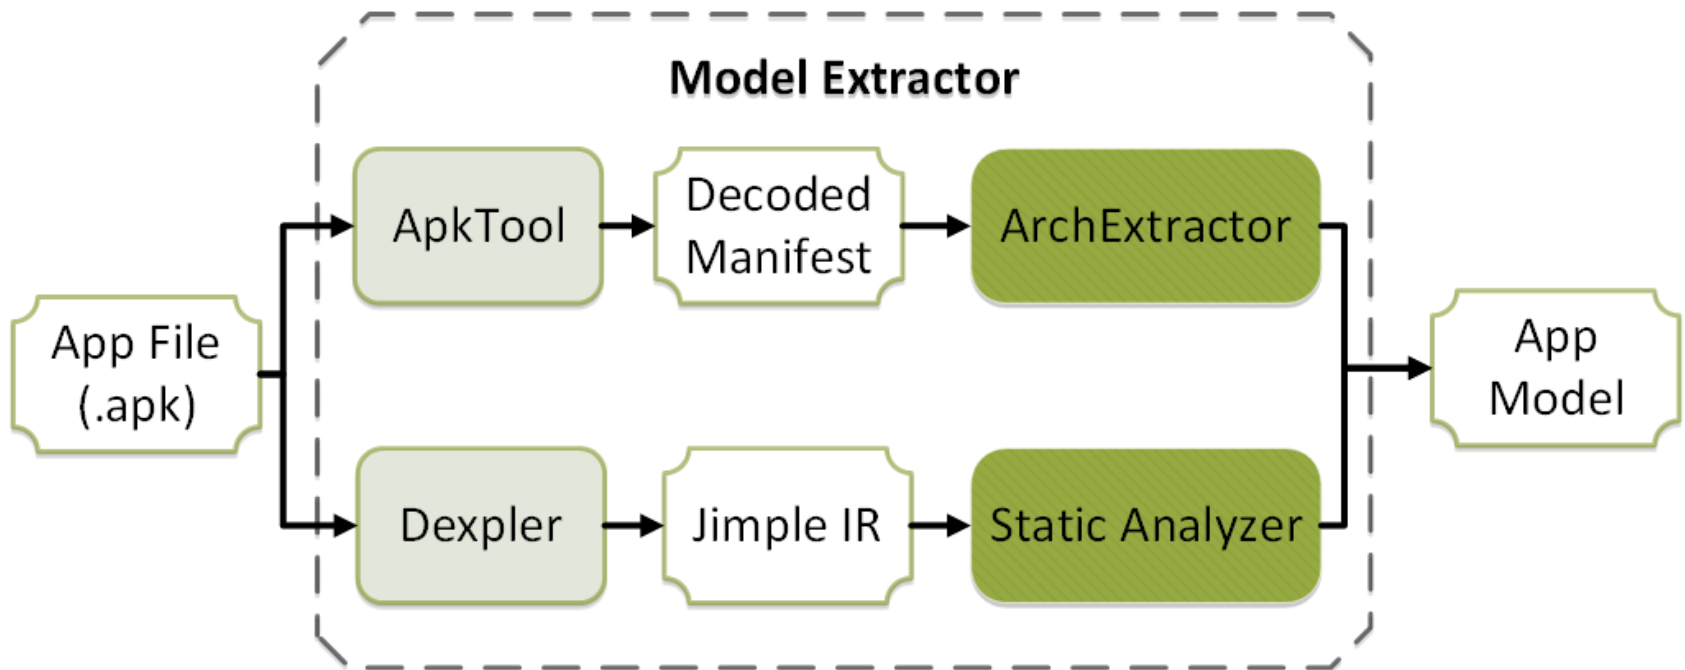 Model Extractor
App File
(.apk)
ApkTool
Decoded
Manifest
ArchExtractor
Dexpler
Jimple IR
Static Analyzer
App
Model